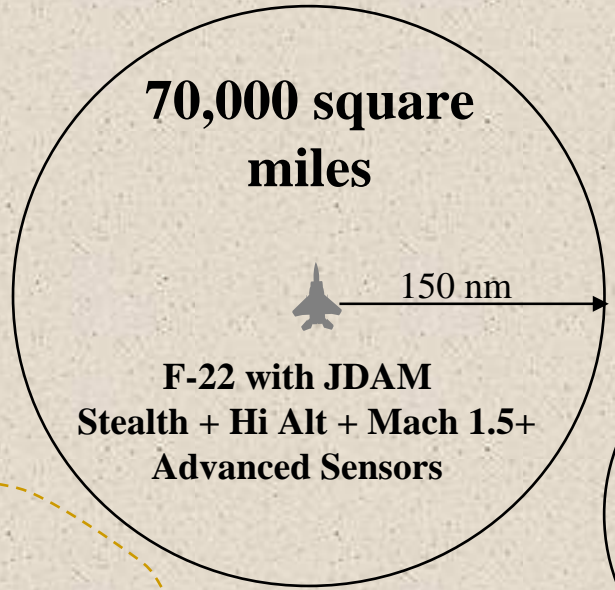 70,000 square
miles
150 nm
F-22 with JDAM
Stealth + Hi Alt + Mach 1.5+
Advanced Sensors